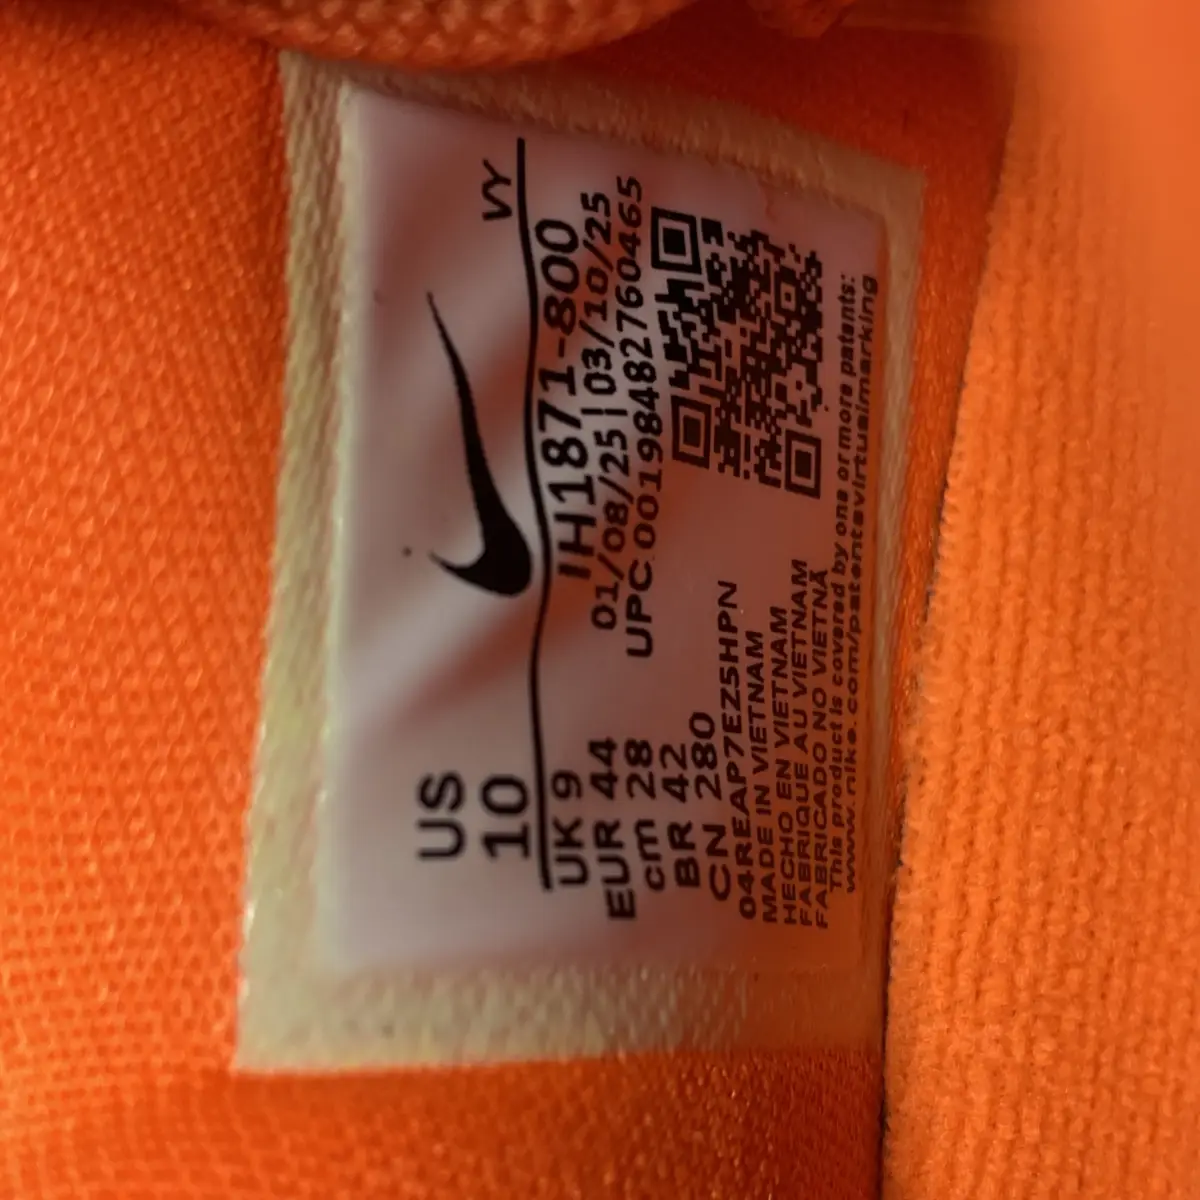 US
10
VY
UK 9
EUR 44
cm 28
BR 42
CN 280
IH1871-800
01/08/25|03/10/25
UPC 00198482760465
04REAP7EZ5HPN
MADE IN VIETNAM
HECHO EN VIETNAM
FABRIQUE AU VIETNAM
FABRICADO NO VIETNÃ
This product is covered by one or more patents:
www.nike.com/patentsvirtualmarking